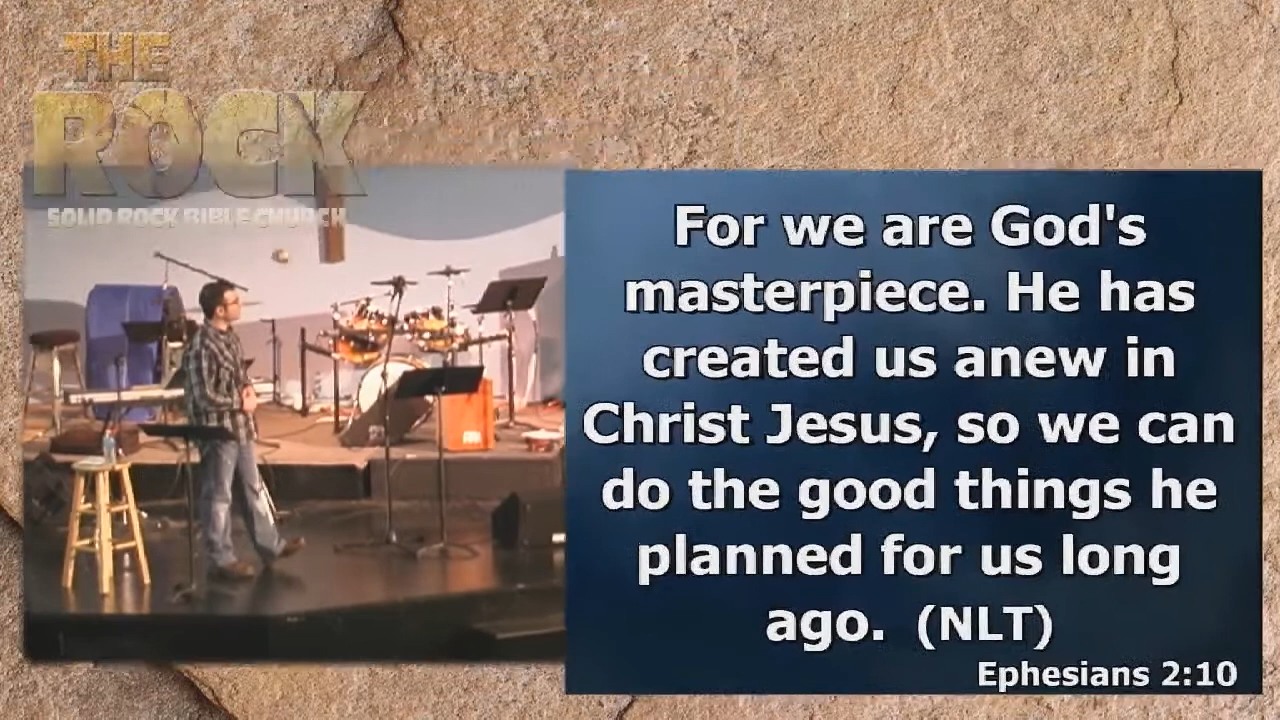 THE
ROCK
SOLID ROCK BIBLE CHURCH
For we are God's
masterpiece. He has
created us anew in
Christ Jesus, so we can
do the good things he
planned for us long
ago. (NLT)
Ephesians 2:10